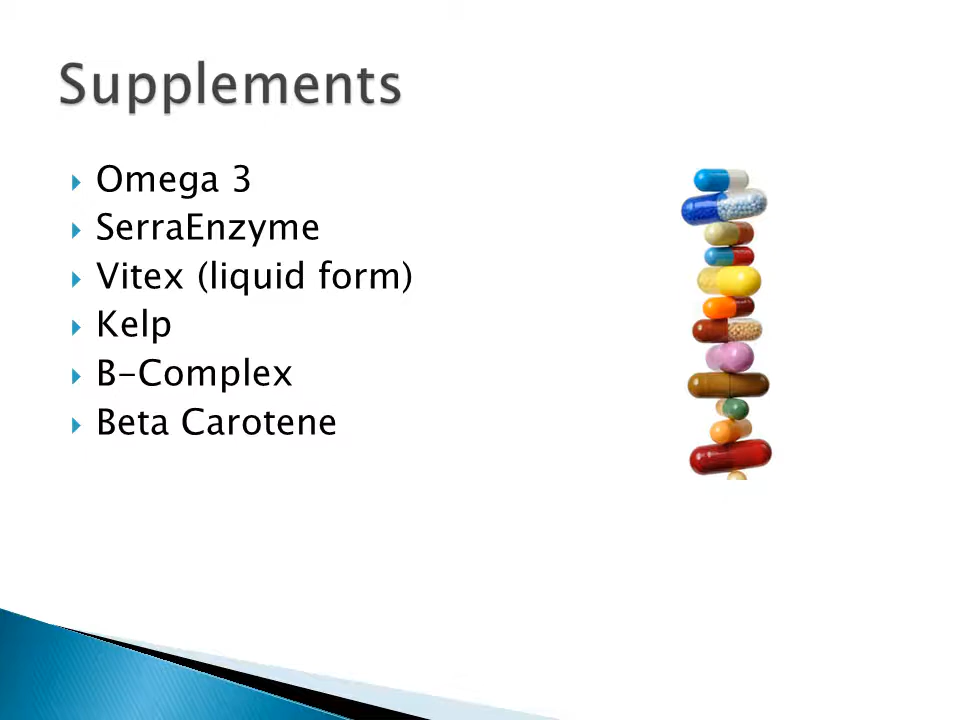 Supplements
Omega 3
SerraEnzyme
Vitex (liquid form)
Kelp
B-Complex
Beta Carotene